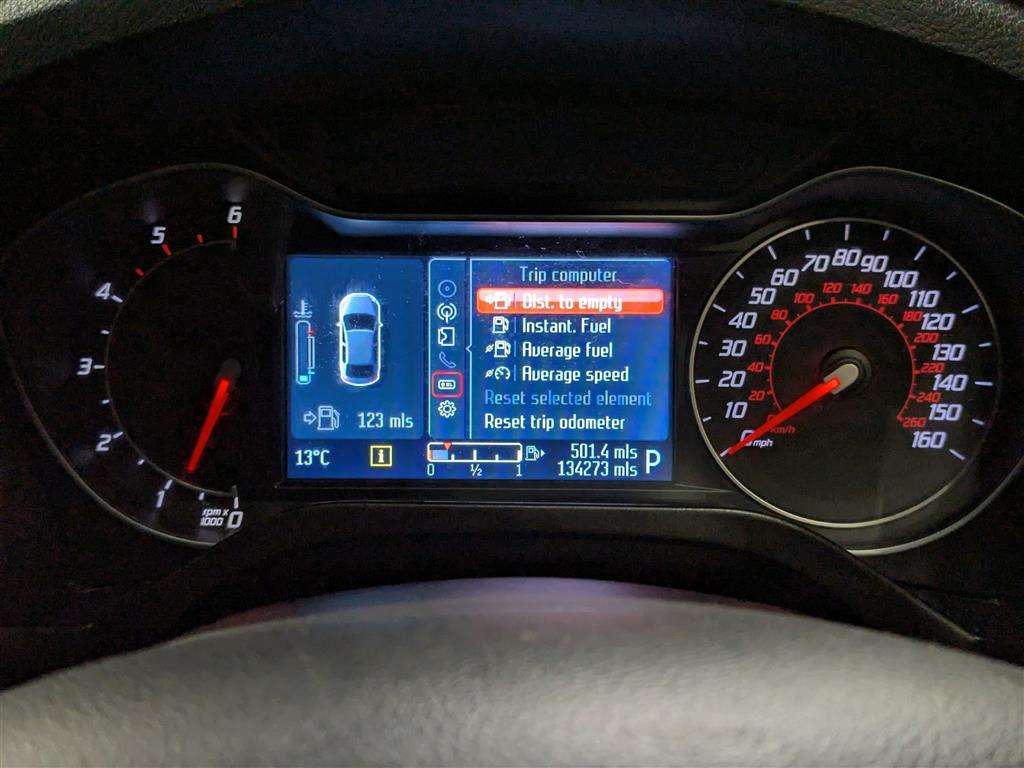 6
5
4
3
2
1
0
rpm x
1000
123 mls
13°C
i
Trip computer
Dist. to empty
Instant. Fuel
Average fuel
Average speed
Reset selected element
Reset trip odometer
0 ½ 1
501.4 mls
134273 mls
P
0 mph
10
20
30
40
50
60
70
80
90
100
110
120
130
140
150
160
km/h
40
60
80
100
120
140
160
180
200
220
240
260